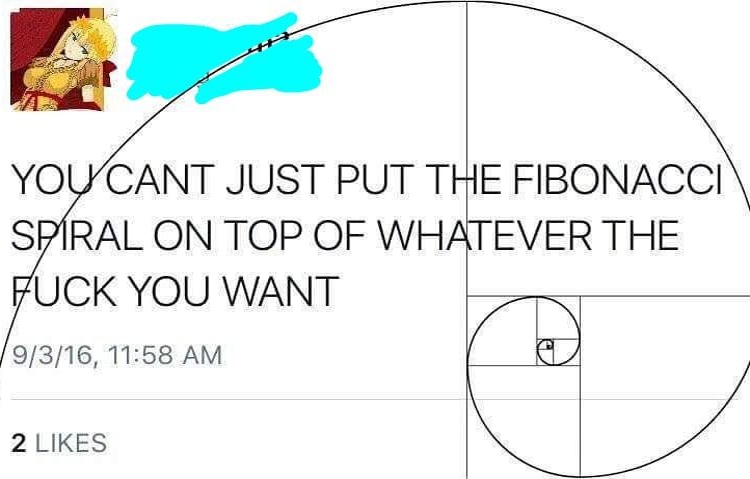 YOU CANT JUST PUT THE FIBONACCI
SPIRAL ON TOP OF WHATEVER THE
FUCK YOU WANT
9/3/16, 11:58 AM
2 LIKES